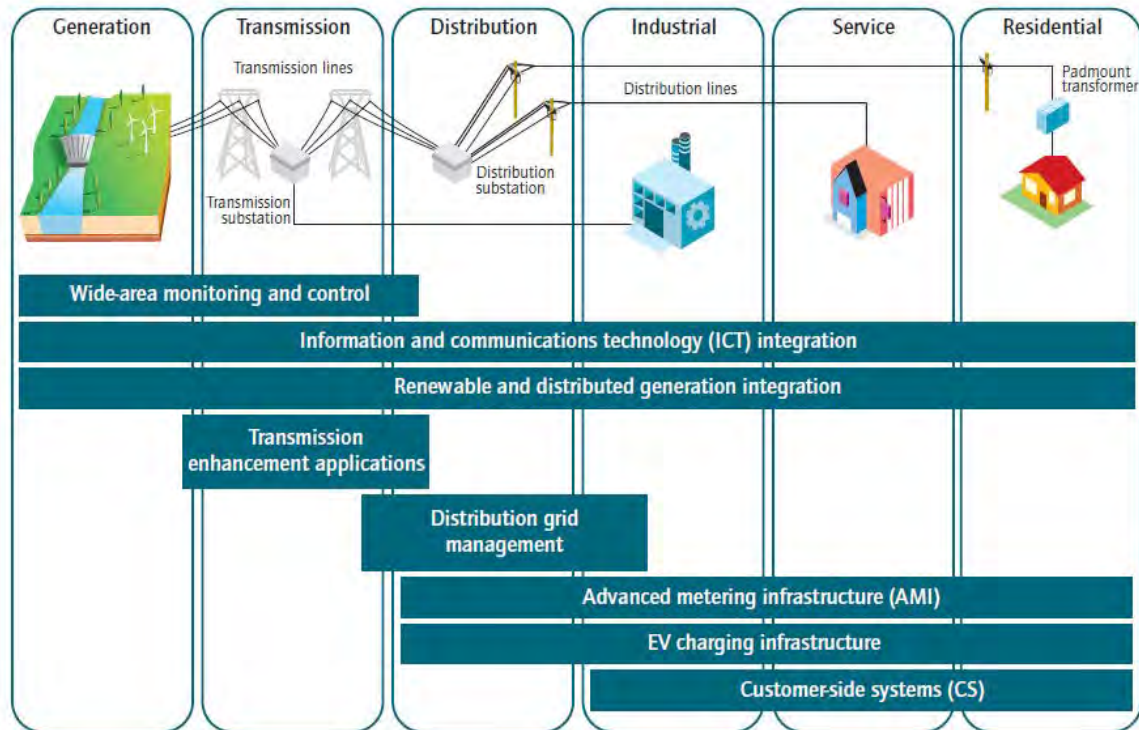 Generation
Transmission
Distribution
Industrial
Service
Residential
Transmission lines
Padmount
transformer
Distribution lines
Distribution
substation
Transmission
substation
Wide-area monitoring and control
Information and communications technology (ICT) integration
Renewable and distributed generation integration
Transmission
enhancement applications
Distribution grid
management
Advanced metering infrastructure (AMI)
EV charging infrastructure
Customer-side systems (CS)